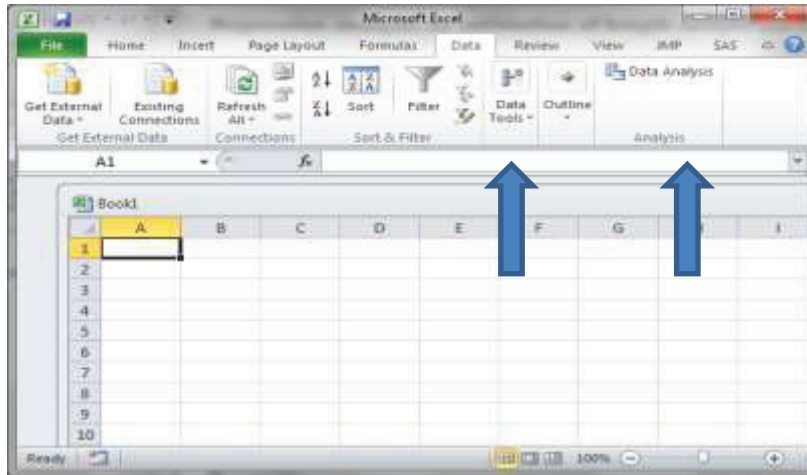 Microsoft Excel
File Home Insert Page Layout Formulas Data Review View JMP SAS
Get External Data Existing Connections Refresh All Sort Filter Data Tools Outline Data Analysis
Get External Data Connections Sort & Filter Analysis
A1 fx
Book1
A B C D E F G I
1
2
3
4
5
6
7
8
9
10
Ready 100%